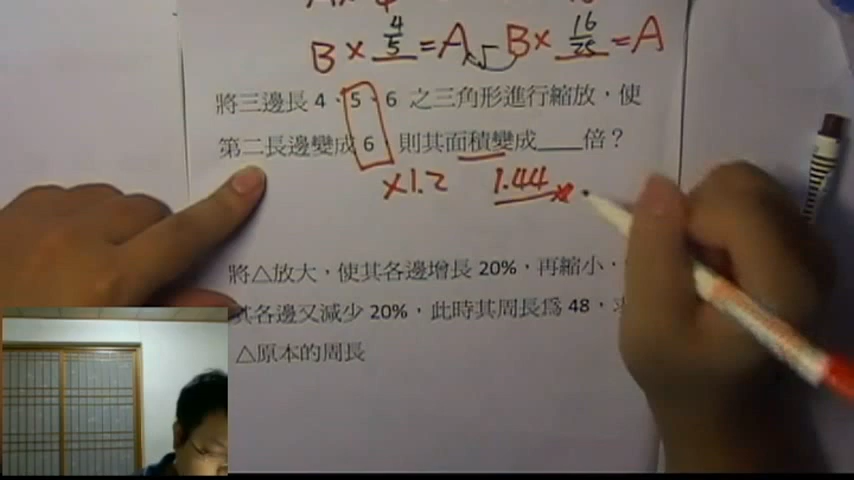 B × 4/5 = A B × 16/25 = A
將三邊長 4、5、6 之三角形進行縮放，使
第二長邊變成 6，則其面積變成____倍？
×1.2 1.44
將△放大，使其各邊增長 20%，再縮小，
其各邊又減少 20%，此時其周長為 48，求
△原本的周長